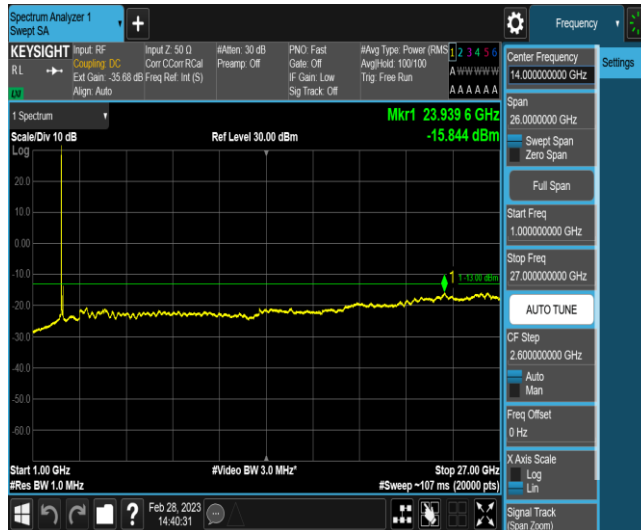 Spectrum Analyzer 1
Swept SA
+
Frequency
KEYSIGHT
RL
LXI
Input: RF
Coupling: DC
Ext Gain: -35.68 dB
Align: Auto
Input Z: 50 Ω
Corr CCorr RCal
Freq Ref: Int (S)
#Atten: 30 dB
Preamp: Off
PNO: Fast
Gate: Off
IF Gain: Low
Sig Track: Off
#Avg Type: Power (RMS
Avg|Hold: 100/100
Trig: Free Run
1 2 3 4 5 6
A W W W W W
A A A A A A
1 Spectrum
Mkr1 23.939 6 GHz
Scale/Div 10 dB
Ref Level 30.00 dBm
-15.844 dBm
Log
20.0
10.0
0.00
-10.0
-20.0
-30.0
-40.0
-50.0
-60.0
1
1 -13.00 dBm
Start 1.00 GHz
#Video BW 3.0 MHz*
Stop 27.00 GHz
#Res BW 1.0 MHz
#Sweep ~107 ms (20000 pts)
?
Feb 28, 2023
14:40:31
Center Frequency
14.000000000 GHz
Settings
Span
26.0000000 GHz
Swept Span
Zero Span
Full Span
Start Freq
1.000000000 GHz
Stop Freq
27.000000000 GHz
AUTO TUNE
CF Step
2.600000000 GHz
Auto
Man
Freq Offset
0 Hz
X Axis Scale
Log
Lin
Signal Track
(Span Zoom)